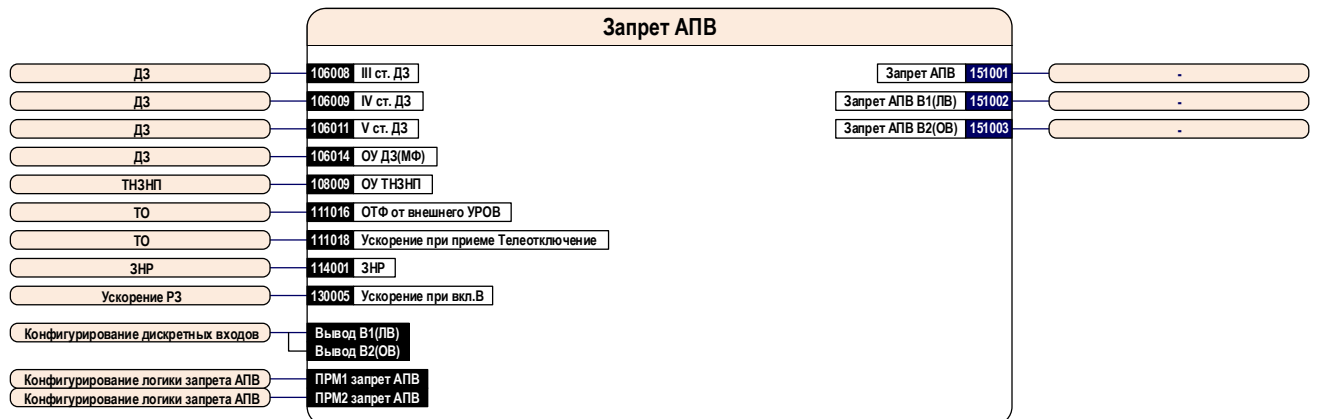 Запрет АПВ
ДЗ 106008 III ст. ДЗ Запрет АПВ 151001 -
ДЗ 106009 IV ст. ДЗ Запрет АПВ В1(ЛВ) 151002 -
ДЗ 106011 V ст. ДЗ Запрет АПВ В2(ОВ) 151003 -
ДЗ 106014 ОУ ДЗ(МФ)
ТНЗНП 108009 ОУ ТНЗНП
ТО 111016 ОТФ от внешнего УРОВ
ТО 111018 Ускорение при приеме Телеотключение
ЗНР 114001 ЗНР
Ускорение РЗ 130005 Ускорение при вкл.В
Конфигурирование дискретных входов Вывод В1(ЛВ)
Вывод В2(ОВ)
Конфигурирование логики запрета АПВ ПРМ1 запрет АПВ
Конфигурирование логики запрета АПВ ПРМ2 запрет АПВ